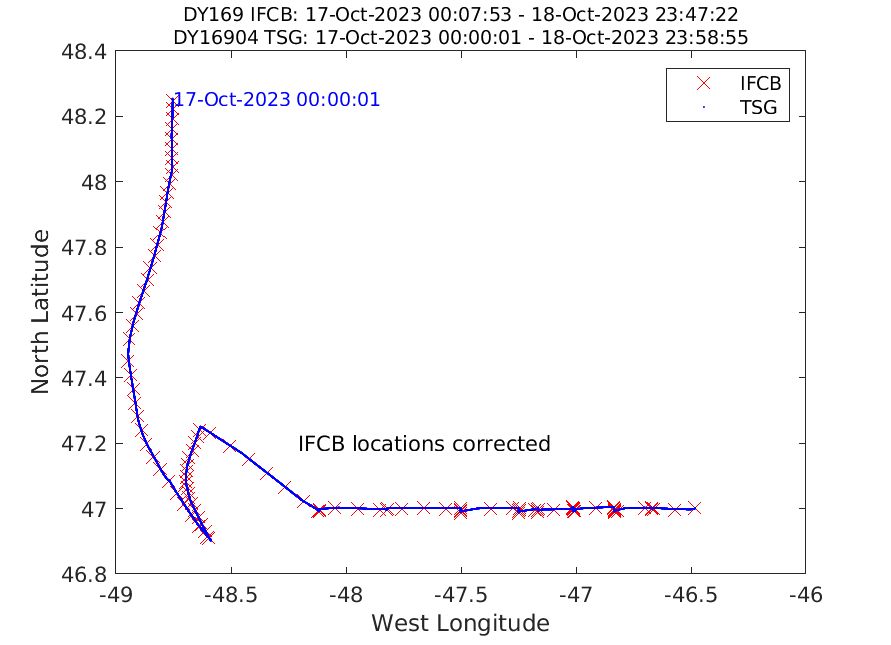 DY169 IFCB: 17-Oct-2023 00:07:53 - 18-Oct-2023 23:47:22
DY16904 TSG: 17-Oct-2023 00:00:01 - 18-Oct-2023 23:58:55
48.4
48.2
48
47.8
47.6
47.4
47.2
47
46.8
North Latitude
17-Oct-2023 00:00:01
IFCB
TSG
IFCB locations corrected
-49
-48.5
-48
-47.5
-47
-46.5
-46
West Longitude